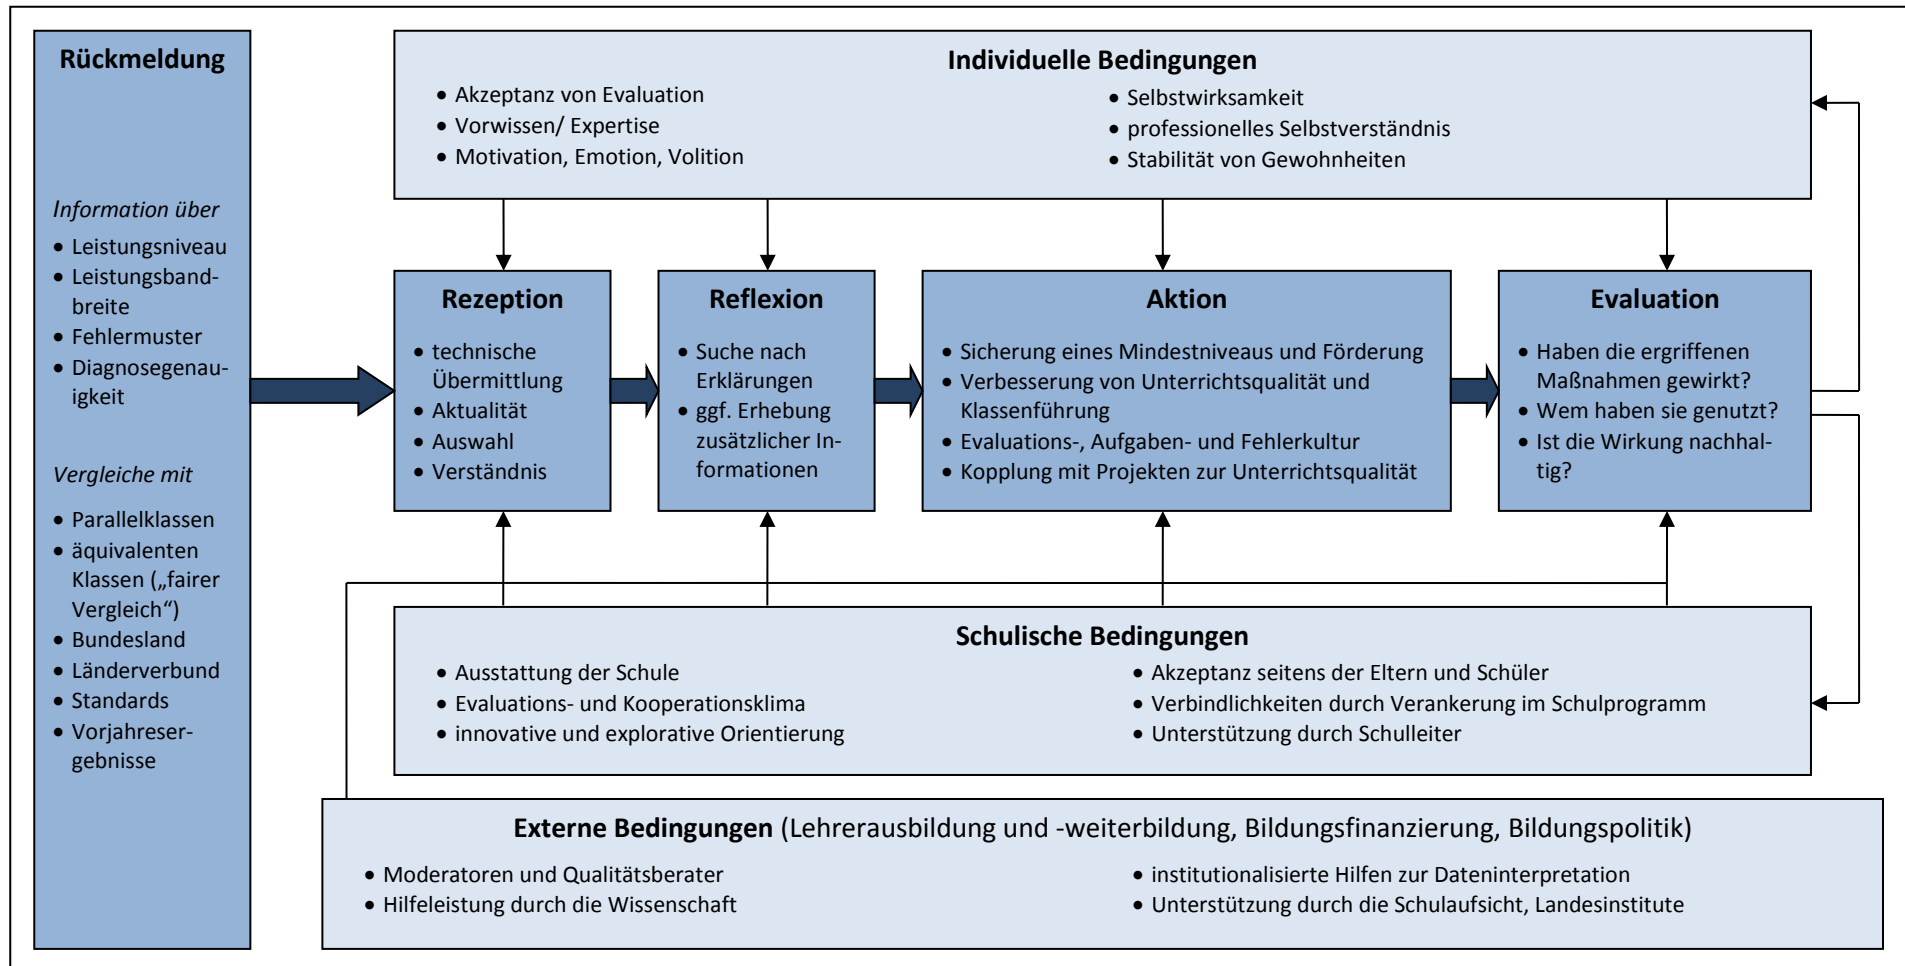 Rückmeldung
Information über
• Leistungsniveau
• Leistungsband-
breite
• Fehlermuster
• Diagnosegenau-
igkeit
Vergleiche mit
• Parallelklassen
• äquivalenten
Klassen („fairer
Vergleich“)
• Bundesland
• Länderverbund
• Standards
• Vorjahreser-
gebnisse
Individuelle Bedingungen
• Akzeptanz von Evaluation
• Vorwissen/ Expertise
• Motivation, Emotion, Volition
• Selbstwirksamkeit
• professionelles Selbstverständnis
• Stabilität von Gewohnheiten
Rezeption
• technische
Übermittlung
• Aktualität
• Auswahl
• Verständnis
Reflexion
• Suche nach
Erklärungen
• ggf. Erhebung
zusätzlicher In-
formationen
Aktion
• Sicherung eines Mindestniveaus und Förderung
• Verbesserung von Unterrichtsqualität und
Klassenführung
• Evaluations-, Aufgaben- und Fehlerkultur
• Kopplung mit Projekten zur Unterrichtsqualität
Evaluation
• Haben die ergriffenen
Maßnahmen gewirkt?
• Wem haben sie genutzt?
• Ist die Wirkung nachhal-
tig?
Schulische Bedingungen
• Ausstattung der Schule
• Evaluations- und Kooperationsklima
• innovative und explorative Orientierung
• Akzeptanz seitens der Eltern und Schüler
• Verbindlichkeiten durch Verankerung im Schulprogramm
• Unterstützung durch Schulleiter
Externe Bedingungen (Lehrerausbildung und -weiterbildung, Bildungsfinanzierung, Bildungspolitik)
• Moderatoren und Qualitätsberater
• Hilfeleistung durch die Wissenschaft
• institutionalisierte Hilfen zur Dateninterpretation
• Unterstützung durch die Schulaufsicht, Landesinstitute